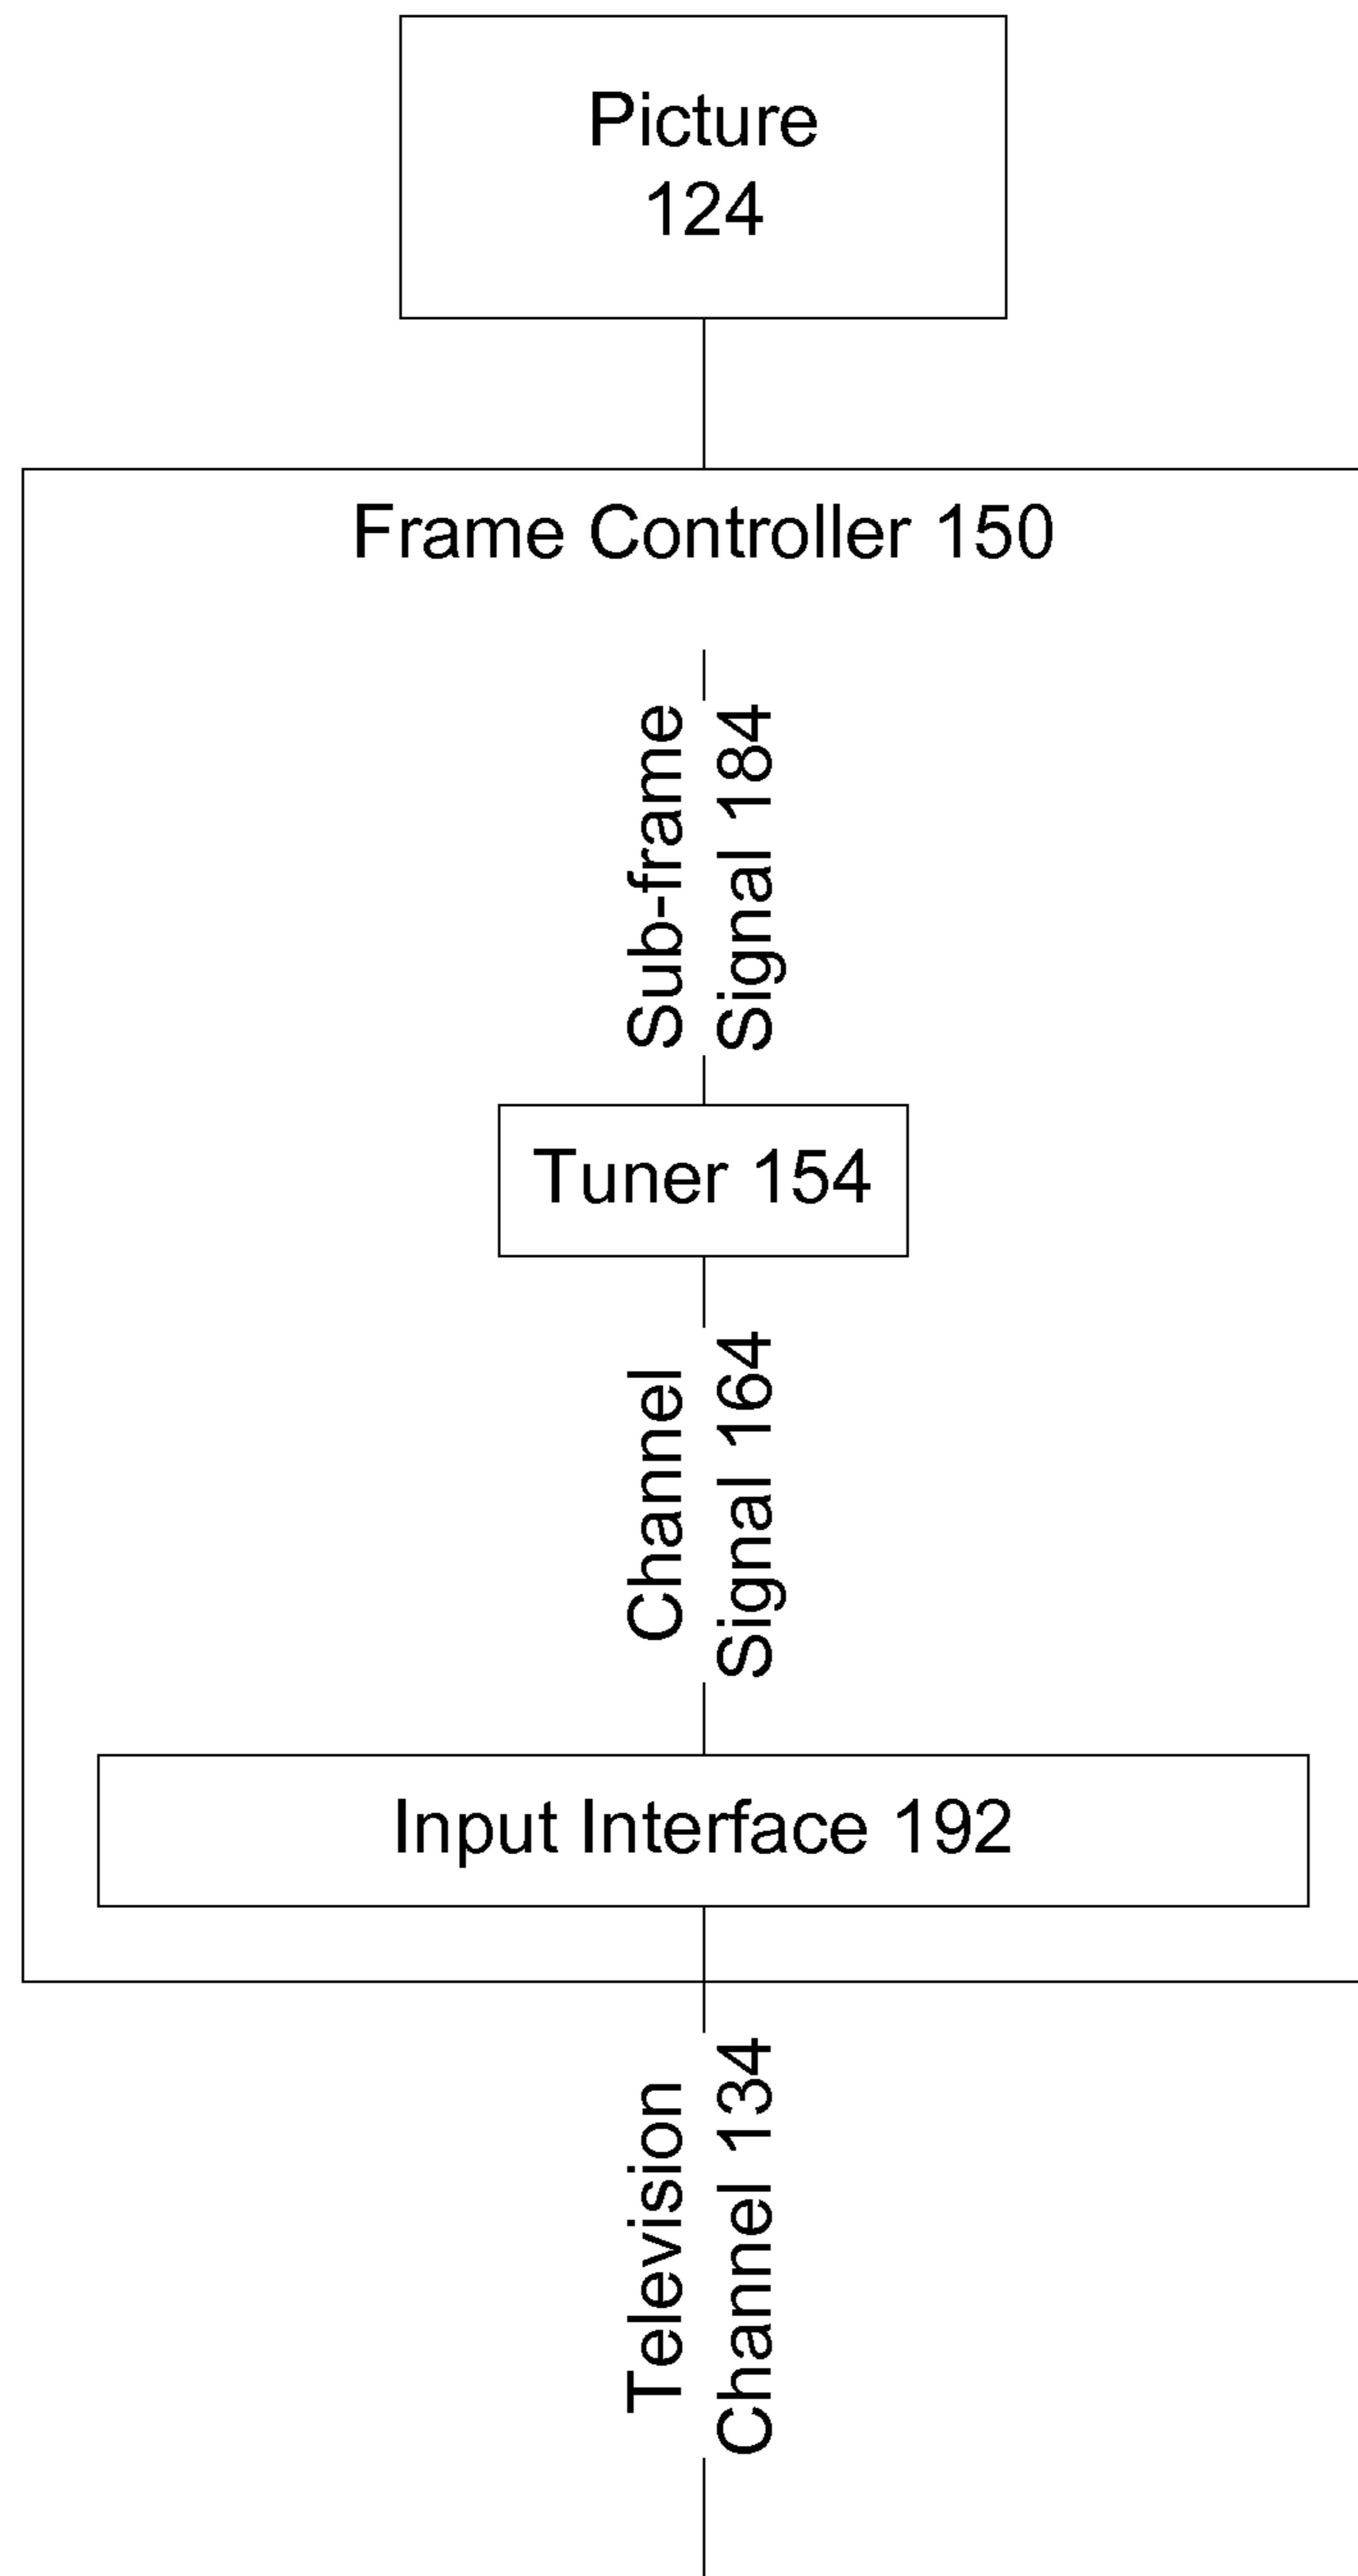 Picture
124
Frame Controller 150
Sub-frame
Signal 184
Tuner 154
Channel
Signal 164
Input Interface 192
Television
Channel 134